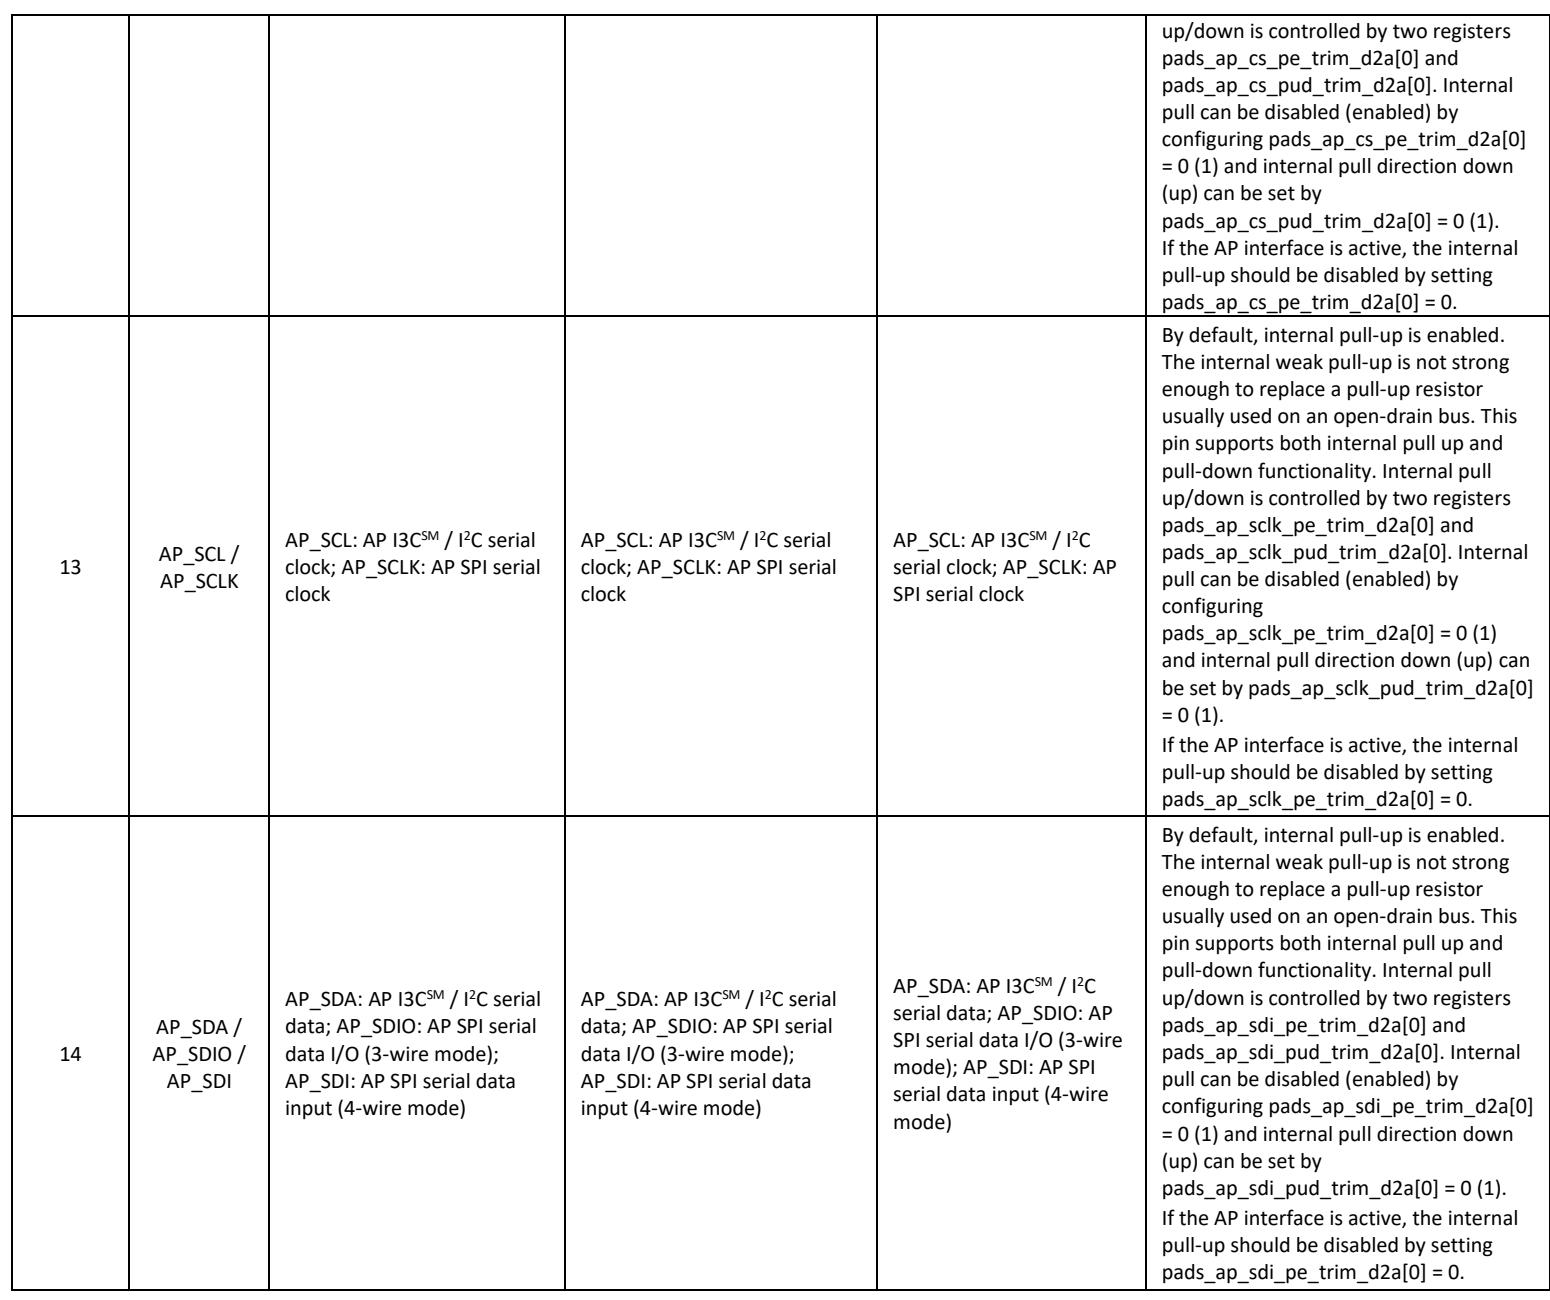 up/down is controlled by two registers
pads_ap_cs_pe_trim_d2a[0] and
pads_ap_cs_pud_trim_d2a[0]. Internal
pull can be disabled (enabled) by
configuring pads_ap_cs_pe_trim_d2a[0]
= 0 (1) and internal pull direction down
(up) can be set by
pads_ap_cs_pud_trim_d2a[0] = 0 (1).
If the AP interface is active, the internal
pull-up should be disabled by setting
pads_ap_cs_pe_trim_d2a[0] = 0.
13
AP_SCL /
AP_SCLK
AP_SCL: AP I3C^SM / I²C serial
clock; AP_SCLK: AP SPI serial
clock
AP_SCL: AP I3C^SM / I²C serial
clock; AP_SCLK: AP SPI serial
clock
AP_SCL: AP I3C^SM / I²C
serial clock; AP_SCLK: AP
SPI serial clock
By default, internal pull-up is enabled.
The internal weak pull-up is not strong
enough to replace a pull-up resistor
usually used on an open-drain bus. This
pin supports both internal pull up and
pull-down functionality. Internal pull
up/down is controlled by two registers
pads_ap_sclk_pe_trim_d2a[0] and
pads_ap_sclk_pud_trim_d2a[0]. Internal
pull can be disabled (enabled) by
configuring
pads_ap_sclk_pe_trim_d2a[0] = 0 (1)
and internal pull direction down (up) can
be set by pads_ap_sclk_pud_trim_d2a[0]
= 0 (1).
If the AP interface is active, the internal
pull-up should be disabled by setting
pads_ap_sclk_pe_trim_d2a[0] = 0.
14
AP_SDA /
AP_SDIO /
AP_SDI
AP_SDA: AP I3C^SM / I²C serial
data; AP_SDIO: AP SPI serial
data I/O (3-wire mode);
AP_SDI: AP SPI serial data
input (4-wire mode)
AP_SDA: AP I3C^SM / I²C serial
data; AP_SDIO: AP SPI serial
data I/O (3-wire mode);
AP_SDI: AP SPI serial data
input (4-wire mode)
AP_SDA: AP I3C^SM / I²C
serial data; AP_SDIO: AP
SPI serial data I/O (3-wire
mode); AP_SDI: AP SPI
serial data input (4-wire
mode)
By default, internal pull-up is enabled.
The internal weak pull-up is not strong
enough to replace a pull-up resistor
usually used on an open-drain bus. This
pin supports both internal pull up and
pull-down functionality. Internal pull
up/down is controlled by two registers
pads_ap_sdi_pe_trim_d2a[0] and
pads_ap_sdi_pud_trim_d2a[0]. Internal
pull can be disabled (enabled) by
configuring pads_ap_sdi_pe_trim_d2a[0]
= 0 (1) and internal pull direction down
(up) can be set by
pads_ap_sdi_pud_trim_d2a[0] = 0 (1).
If the AP interface is active, the internal
pull-up should be disabled by setting
pads_ap_sdi_pe_trim_d2a[0] = 0.